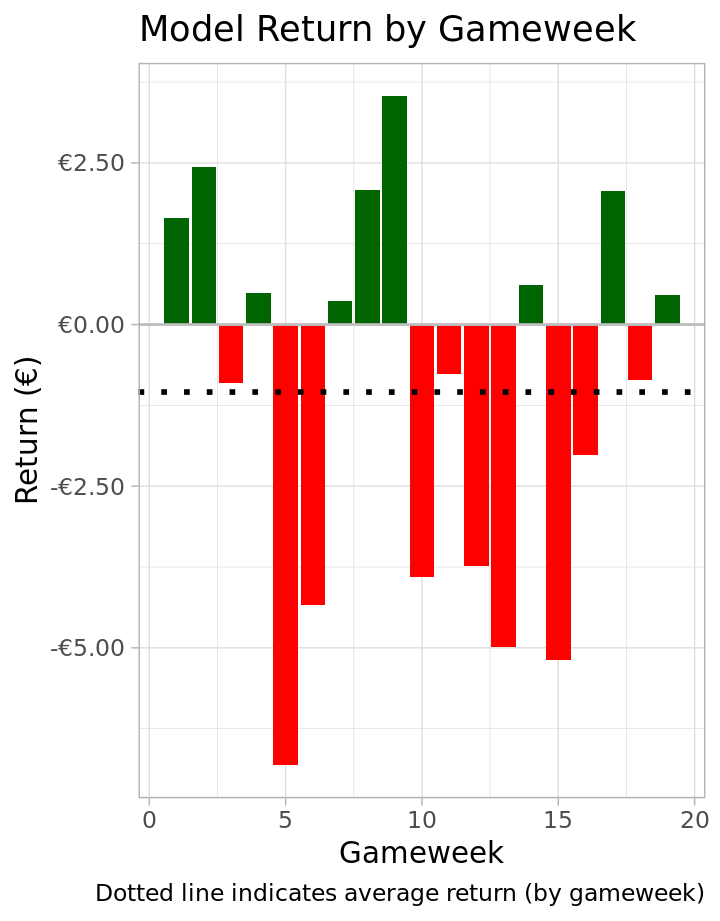 Model Return by Gameweek
€2.50
€0.00
-€2.50
-€5.00
Return (€)
0 5 10 15 20
Gameweek
Dotted line indicates average return (by gameweek)